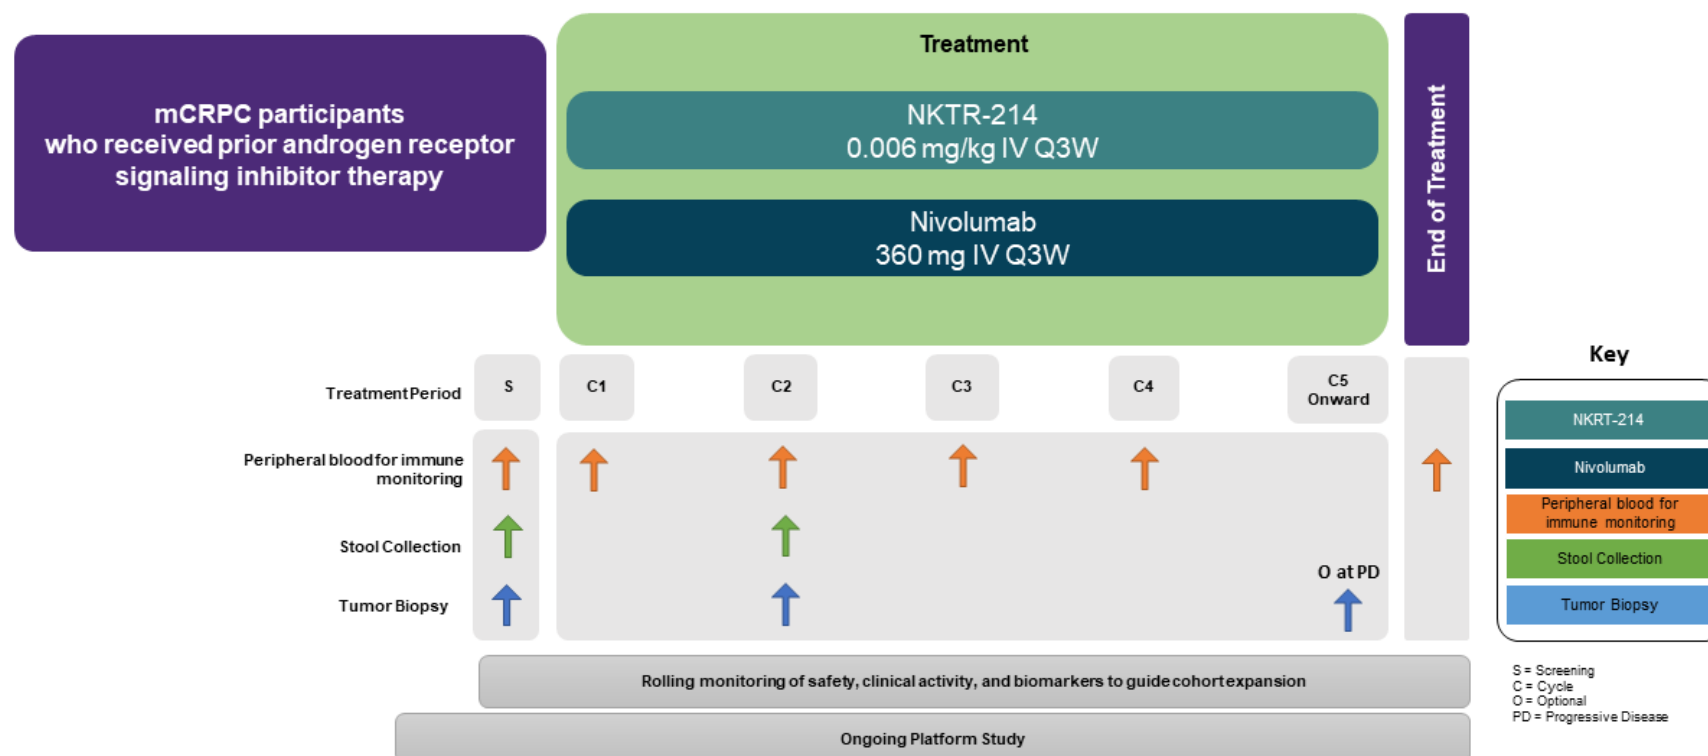 mCRPC participants
who received prior androgen receptor
signaling inhibitor therapy
Treatment
NKTR-214
0.006 mg/kg IV Q3W
Nivolumab
360 mg IV Q3W
End of Treatment
Treatment Period
S
C1
C2
C3
C4
C5
Onward
Peripheral blood for immune
monitoring
Stool Collection
Tumor Biopsy
O at PD
Rolling monitoring of safety, clinical activity, and biomarkers to guide cohort expansion
Ongoing Platform Study
Key
NKRT-214
Nivolumab
Peripheral blood for
immune monitoring
Stool Collection
Tumor Biopsy
S = Screening
C = Cycle
O = Optional
PD = Progressive Disease